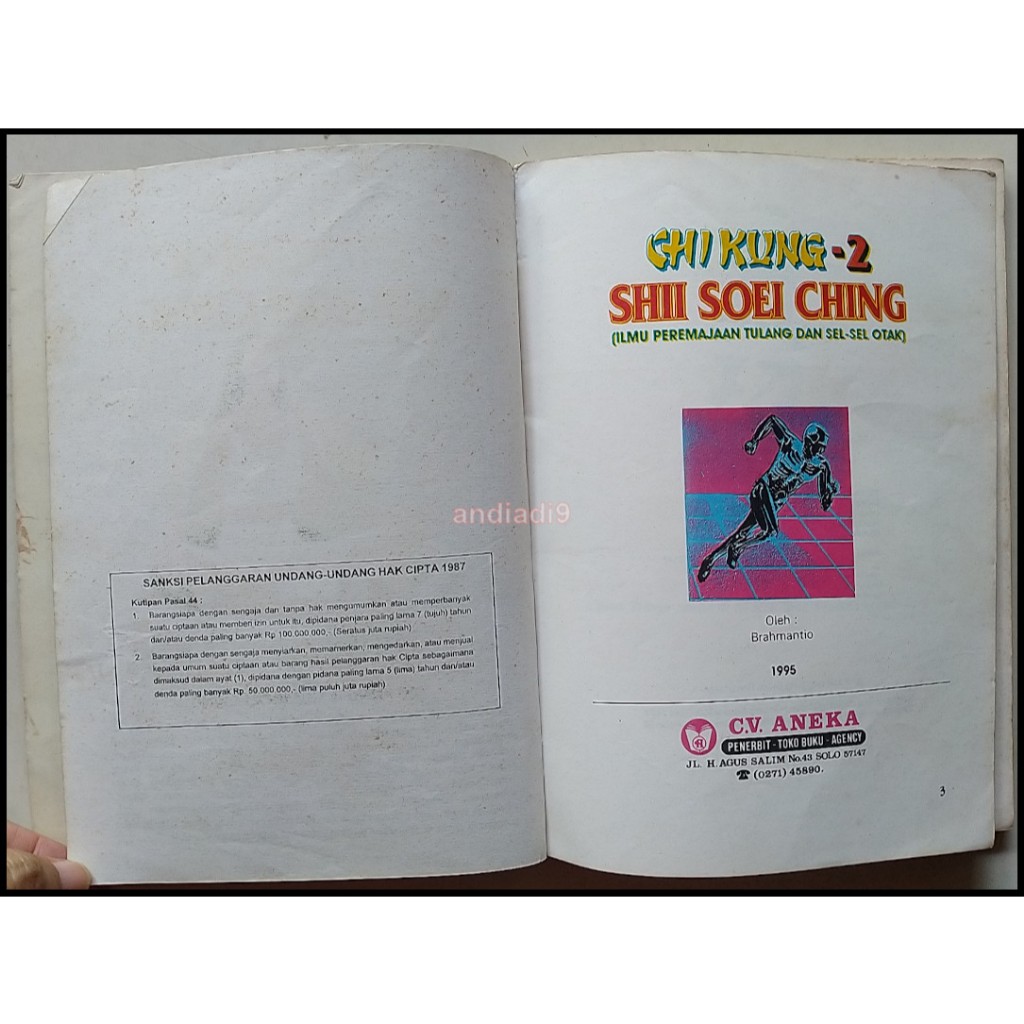 SANKSI PELANGGARAN UNDANG-UNDANG HAK CIPTA 1987
Kutipan Pasal 44 :
1. Barangsiapa dengan sengaja dan tanpa hak mengumumkan atau memperbanyak
suatu ciptaan atau memberi izin untuk itu, dipidana penjara paling lama 7 (tujuh) tahun
dan/atau denda paling banyak Rp 100.000.000,- (Seratus juta rupiah)
2. Barangsiapa dengan sengaja menyiarkan, memamerkan, mengedarkan, atau menjual
kepada umum suatu ciptaan atau barang hasil pelanggaran hak Cipta sebagaimana
dimaksud dalam ayat (1), dipidana dengan pidana paling lama 5 (lima) tahun dan/atau
denda paling banyak Rp. 50.000.000,- (lima puluh juta rupiah)
andiadi9
CHI KUNG - 2
SHII SOEI CHING
(ILMU PEREMAJAAN TULANG DAN SEL-SEL OTAK)
Oleh :
Brahmantio
1995
C.V. ANEKA
PENERBIT - TOKO BUKU - AGENCY
JL. H. AGUS SALIM No.43 SOLO 57147
☎ (0271) 45890.
3